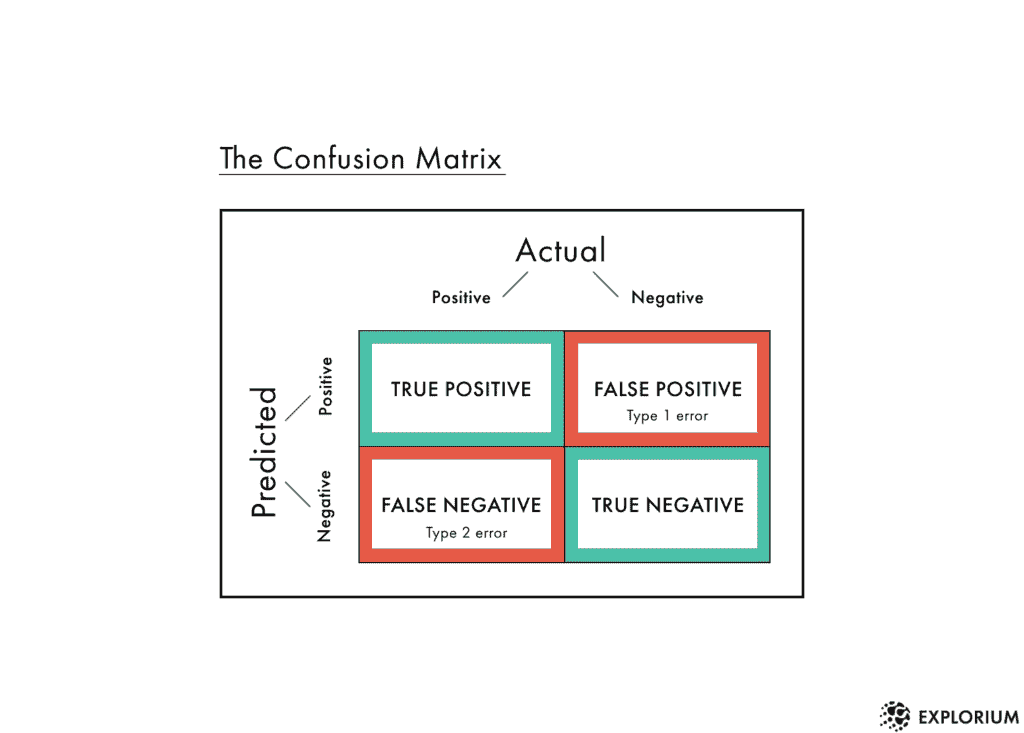 The Confusion Matrix
Actual
Positive
Negative
Predicted
Positive
Negative
TRUE POSITIVE
FALSE POSITIVE
Type 1 error
FALSE NEGATIVE
Type 2 error
TRUE NEGATIVE
EXPLORIUM